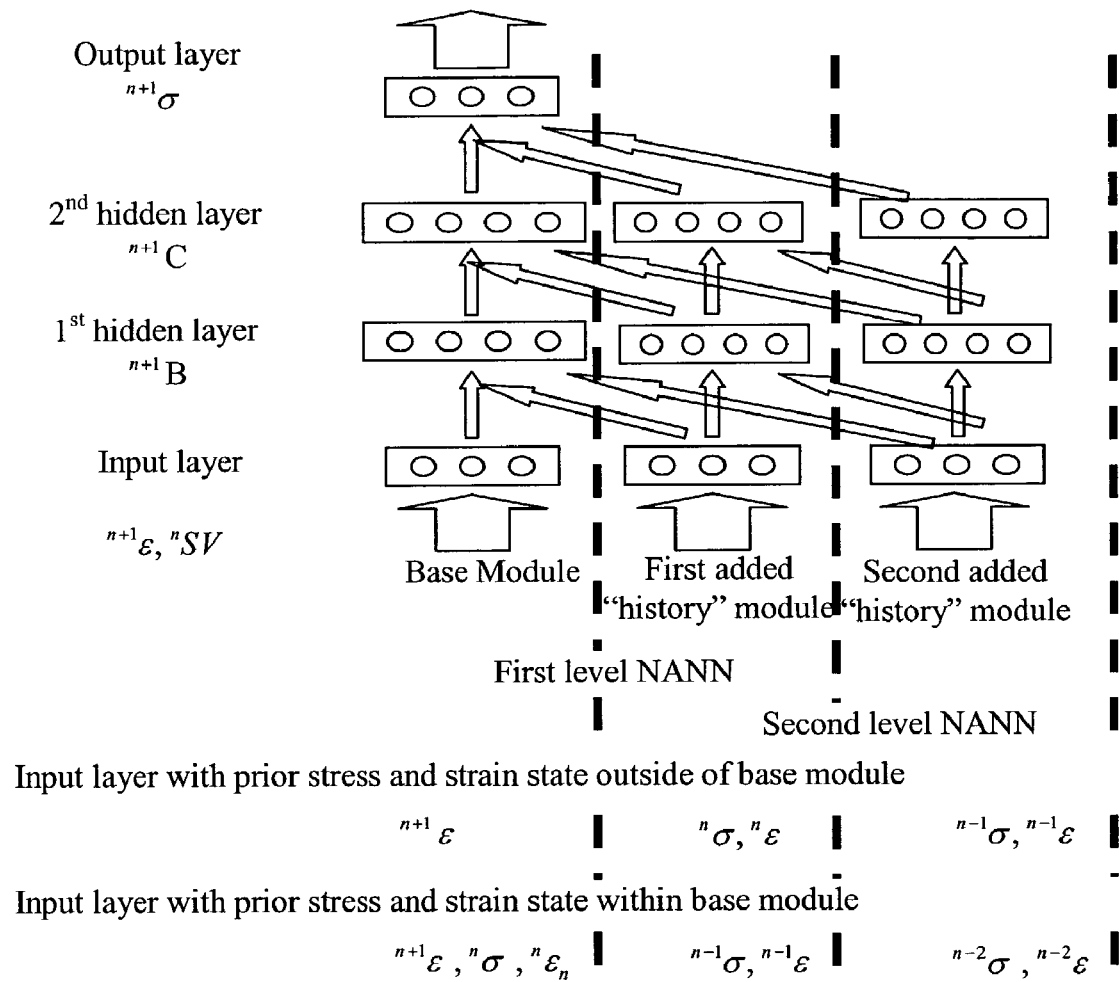 Output layer
ⁿ⁺¹σ
2ⁿᵈ hidden layer
ⁿ⁺¹C
1ˢᵗ hidden layer
ⁿ⁺¹B
Input layer
ⁿ⁺¹ε, ⁿSV
Base Module
First added
“history” module
Second added
“history” module
First level NANN
Second level NANN
Input layer with prior stress and strain state outside of base module
ⁿ⁺¹ε
ⁿσ, ⁿε
ⁿ⁻¹σ, ⁿ⁻¹ε
Input layer with prior stress and strain state within base module
ⁿ⁺¹ε , ⁿσ , ⁿεₙ
ⁿ⁻¹σ, ⁿ⁻¹ε
ⁿ⁻²σ , ⁿ⁻²ε